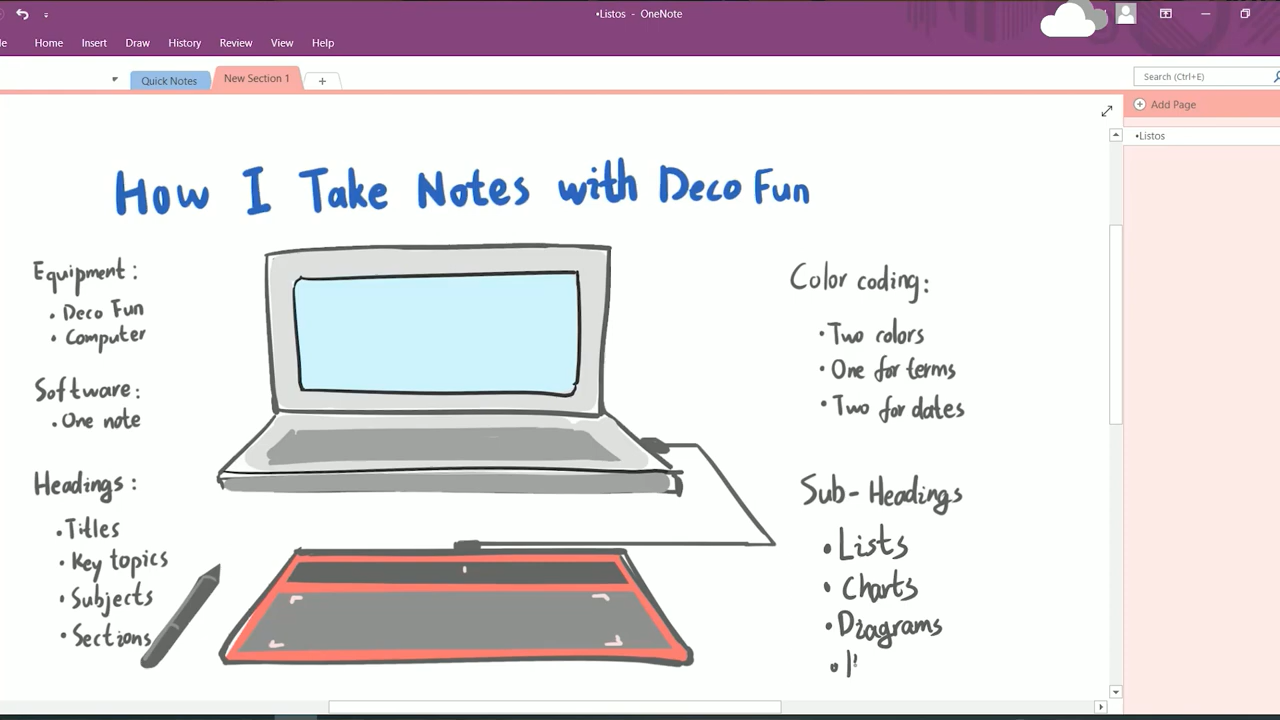 •Listos - OneNote
Home Insert Draw History Review View Help
Quick Notes
New Section 1
Search (Ctrl+E)
Add Page
•Listos
How I Take Notes with Deco Fun
Equipment:
• Deco Fun
• Computer
Software:
• One note
Headings:
• Titles
• Key topics
• Subjects
• Sections
Color coding:
• Two colors
• One for terms
• Two for dates
Sub-Headings
• Lists
• Charts
• Diagrams